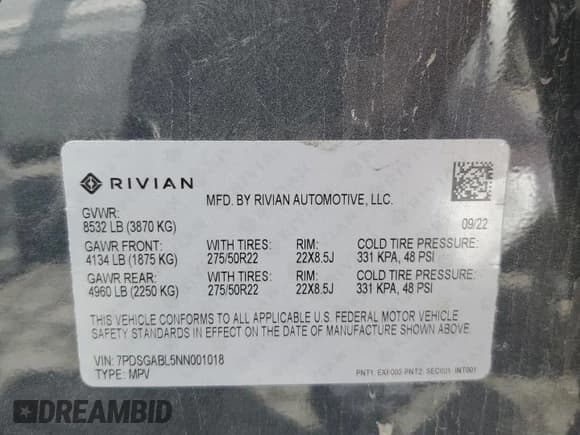 RIVIAN
MFD. BY RIVIAN AUTOMOTIVE, LLC.
GVWR:
8532 LB (3870 KG) 09/22
GAWR FRONT: WITH TIRES: RIM: COLD TIRE PRESSURE:
4134 LB (1875 KG) 275/50R22 22X8.5J 331 KPA, 48 PSI
GAWR REAR: WITH TIRES: RIM: COLD TIRE PRESSURE:
4960 LB (2250 KG) 275/50R22 22X8.5J 331 KPA, 48 PSI
THIS VEHICLE CONFORMS TO ALL APPLICABLE U.S. FEDERAL MOTOR VEHICLE
SAFETY STANDARDS IN EFFECT ON THE DATE OF MANUFACTURE SHOWN ABOVE.
VIN: 7PDSGABL5NN001018
TYPE: MPV PNT1: PNT2: INT001
DREAMBID